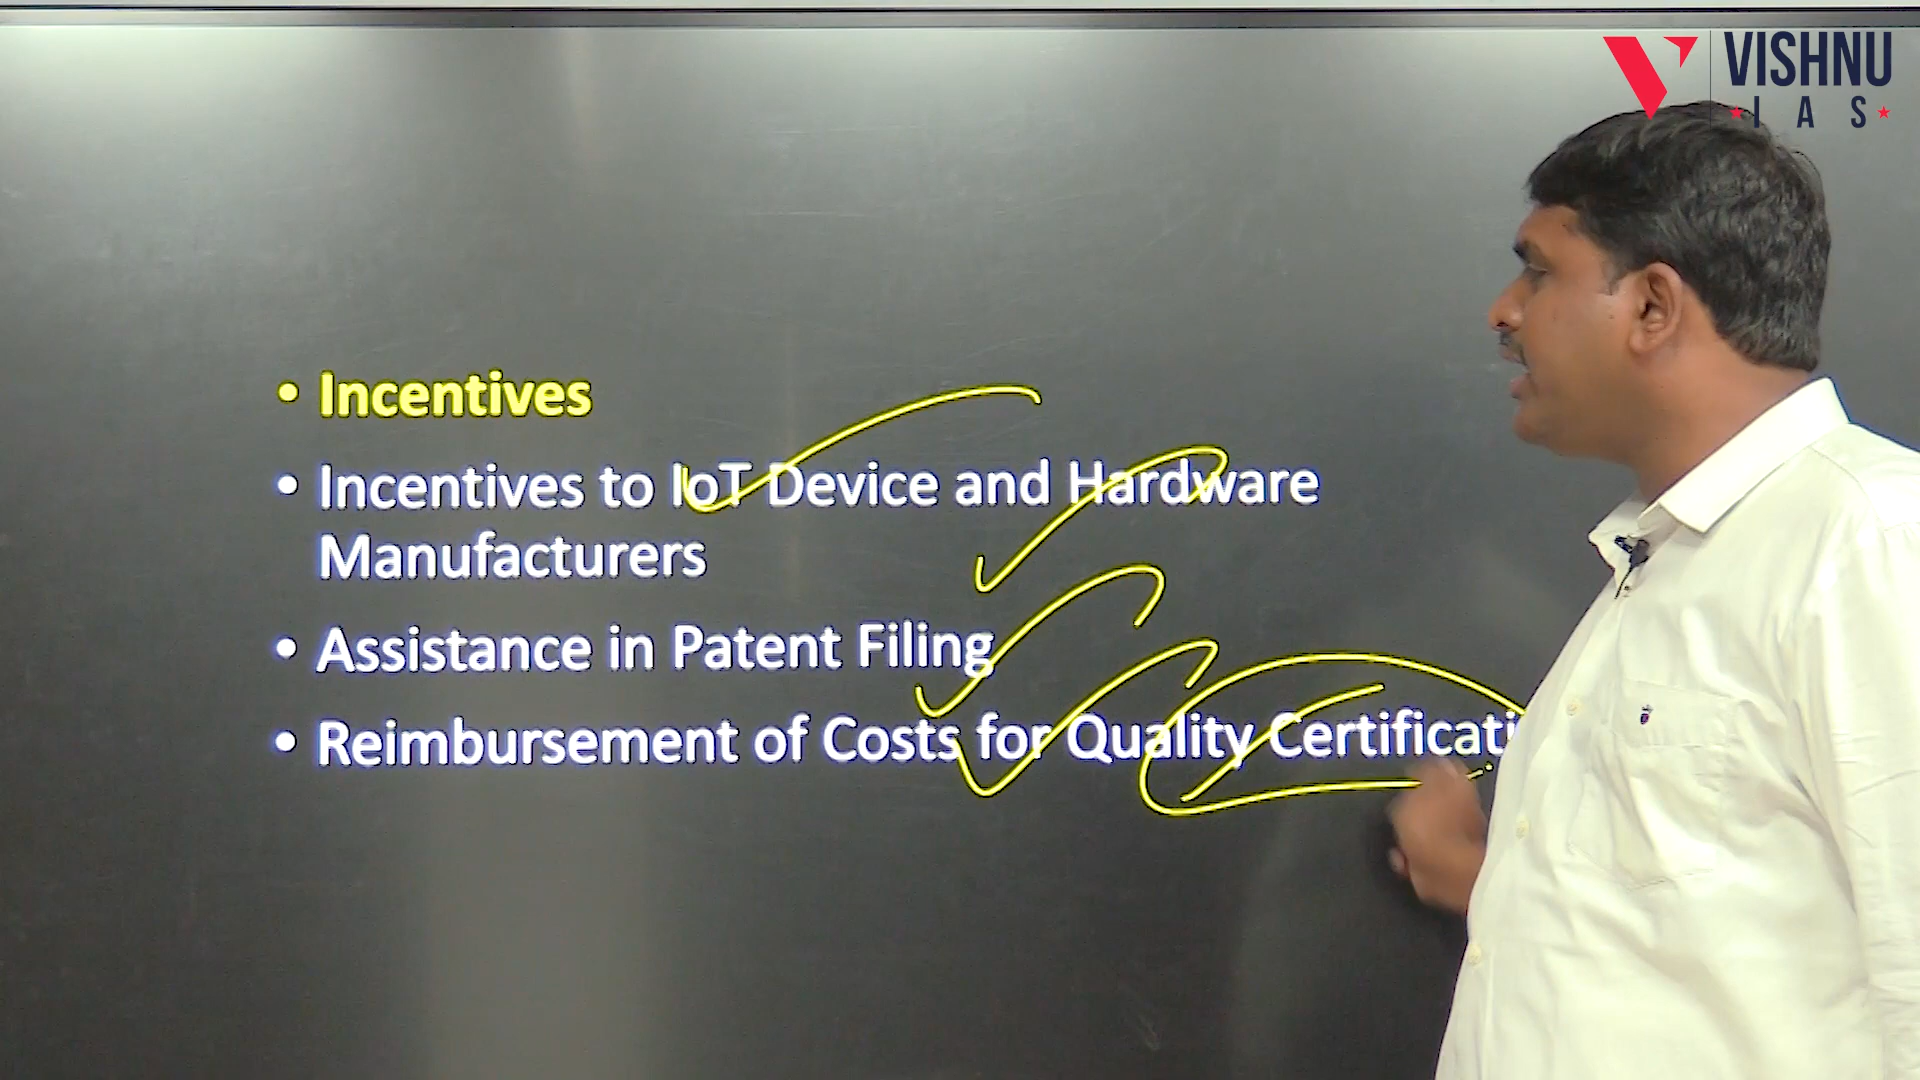 VISHNU
IAS
• Incentives
• Incentives to IoT Device and Hardware
Manufacturers
• Assistance in Patent Filing
• Reimbursement of Costs for Quality Certificati